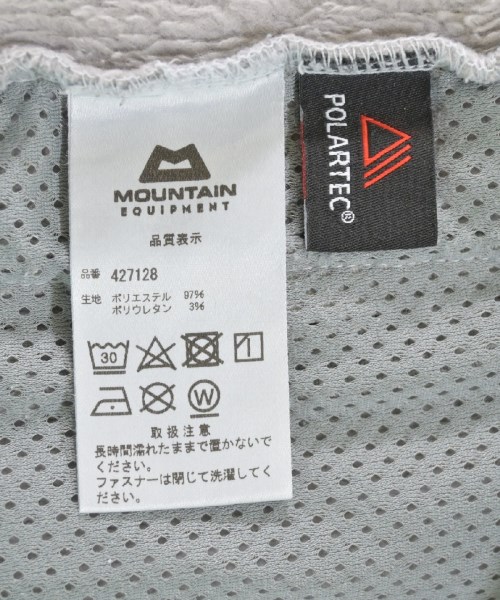 MOUNTAIN
EQUIPMENT
品質表示
品番 427128
生地 ポリエステル 97%
ポリウレタン 3%
30
W
取扱注意
長時間濡れたままで置かないで
ください。
ファスナーは閉じて洗濯してく
ださい。
POLARTEC®